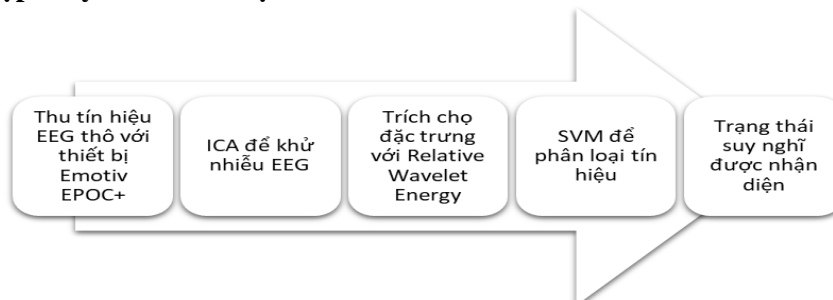 Thu tín hiệu
EEG thô với
thiết bị
Emotiv
EPOC+
ICA để khử
nhiễu EEG
Trích chọ
đặc trưng
với Relative
Wavelet
Energy
SVM để
phân loại tín
hiệu
Trạng thái
suy nghĩ
được nhận
diện